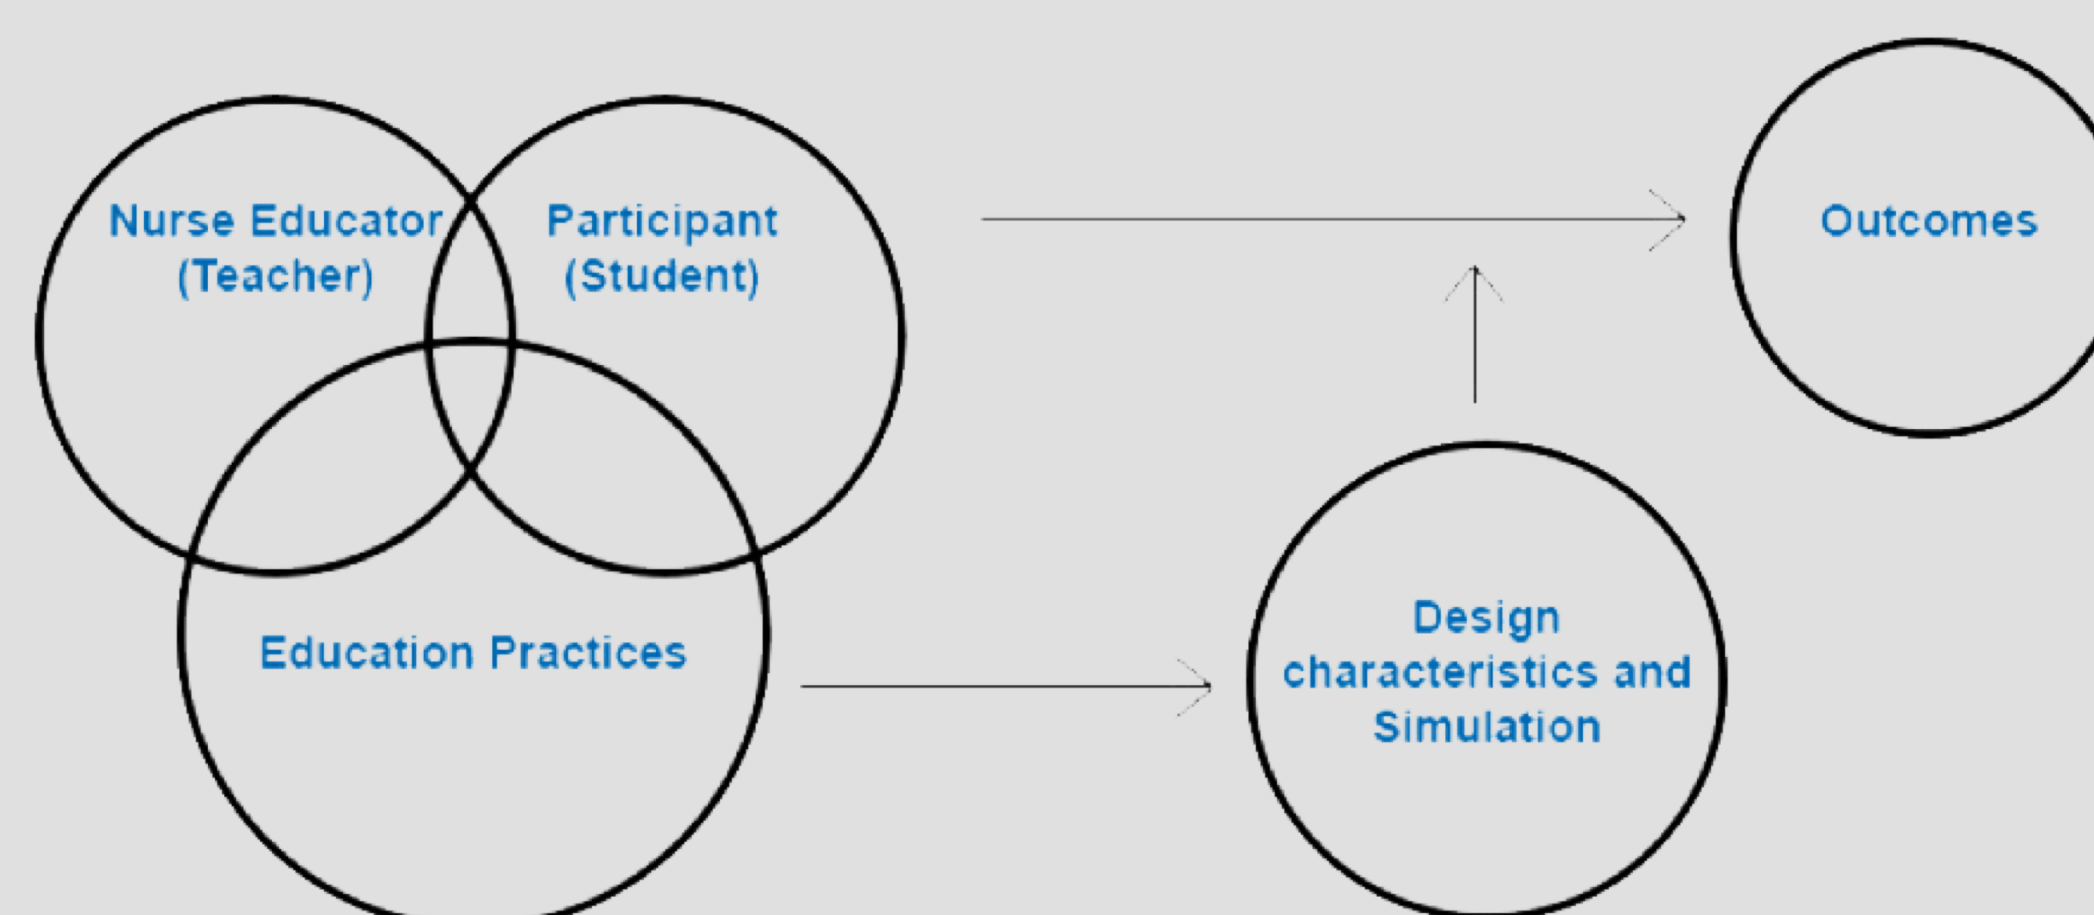 Nurse Educator
(Teacher)
Participant
(Student)
Outcomes
Education Practices
Design
characteristics and
Simulation